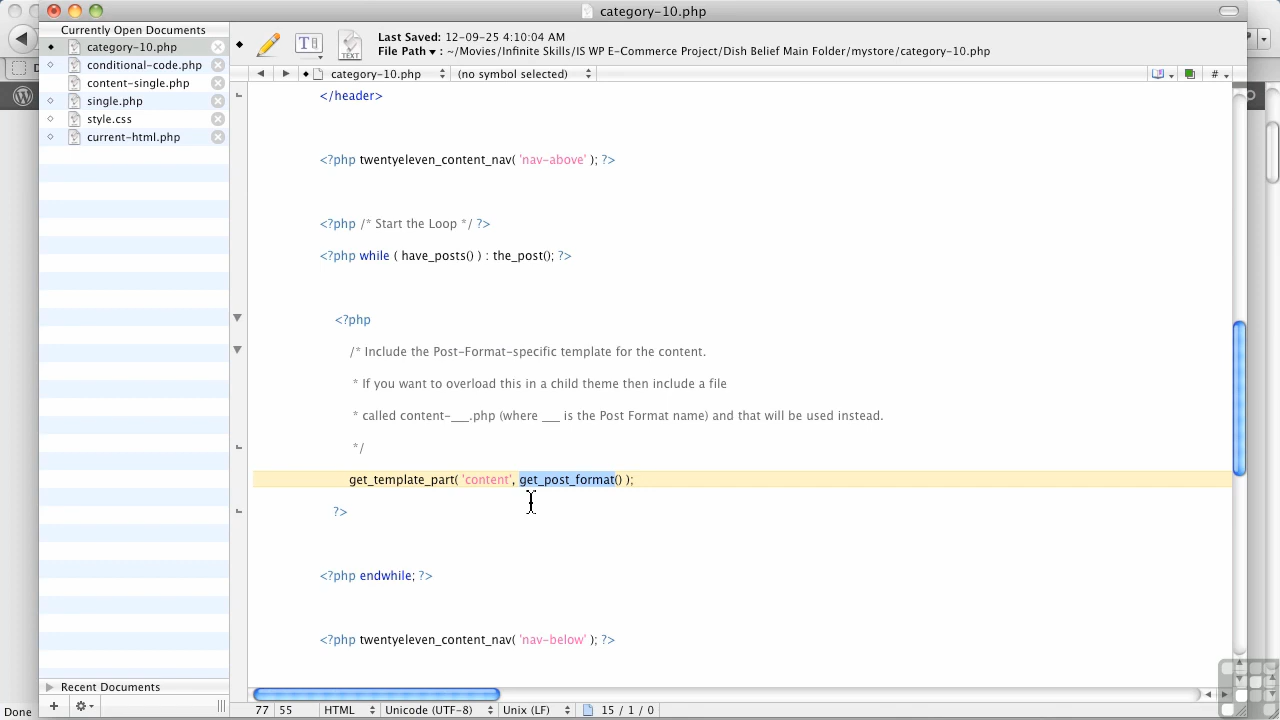 category-10.php
Currently Open Documents
category-10.php
conditional-code.php
content-single.php
single.php
style.css
current-html.php
Last Saved: 12-09-25 4:10:04 AM
File Path ▾ : ~/Movies/Infinite Skills/IS WP E-Commerce Project/Dish Belief Main Folder/mystore/category-10.php
category-10.php
(no symbol selected)
#
</header>
<?php twentyeleven_content_nav( 'nav-above' ); ?>
<?php /* Start the Loop */ ?>
<?php while ( have_posts() ) : the_post(); ?>
<?php
/* Include the Post-Format-specific template for the content.
* If you want to overload this in a child theme then include a file
* called content-___.php (where ___ is the Post Format name) and that will be used instead.
*/
get_template_part( 'content', get_post_format() );
?>
<?php endwhile; ?>
<?php twentyeleven_content_nav( 'nav-below' ); ?>
Recent Documents
Done
77 55 HTML Unicode (UTF-8) Unix (LF) 15 / 1 / 0